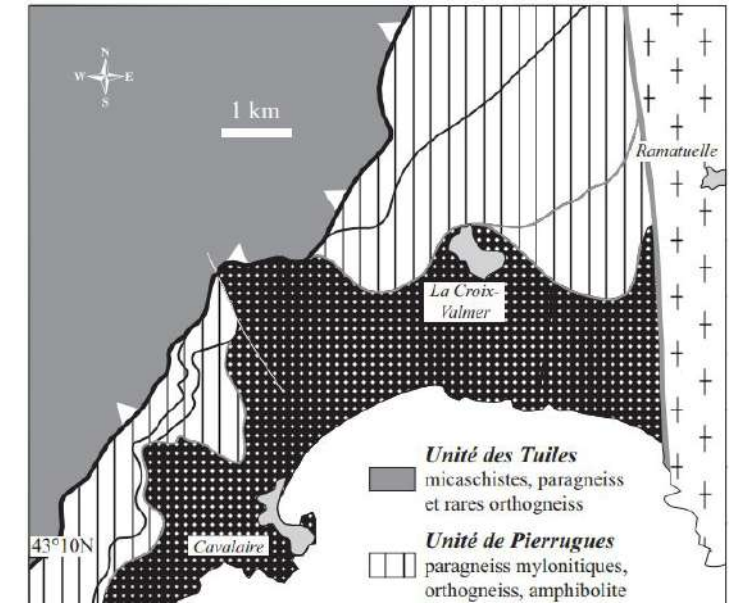 N
W E
S
1 km
Ramatuelle
La Croix-
Valmer
Unité des Tuiles
micaschistes, paragneiss
et rares orthogneiss
43°10N
Cavalaire
Unité de Pierrugues
paragneiss mylonitiques,
orthogneiss, amphibolite